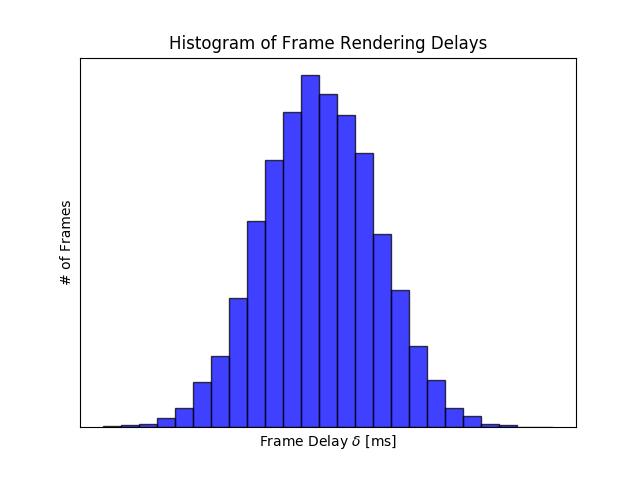 Histogram of Frame Rendering Delays
# of Frames
Frame Delay δ [ms]